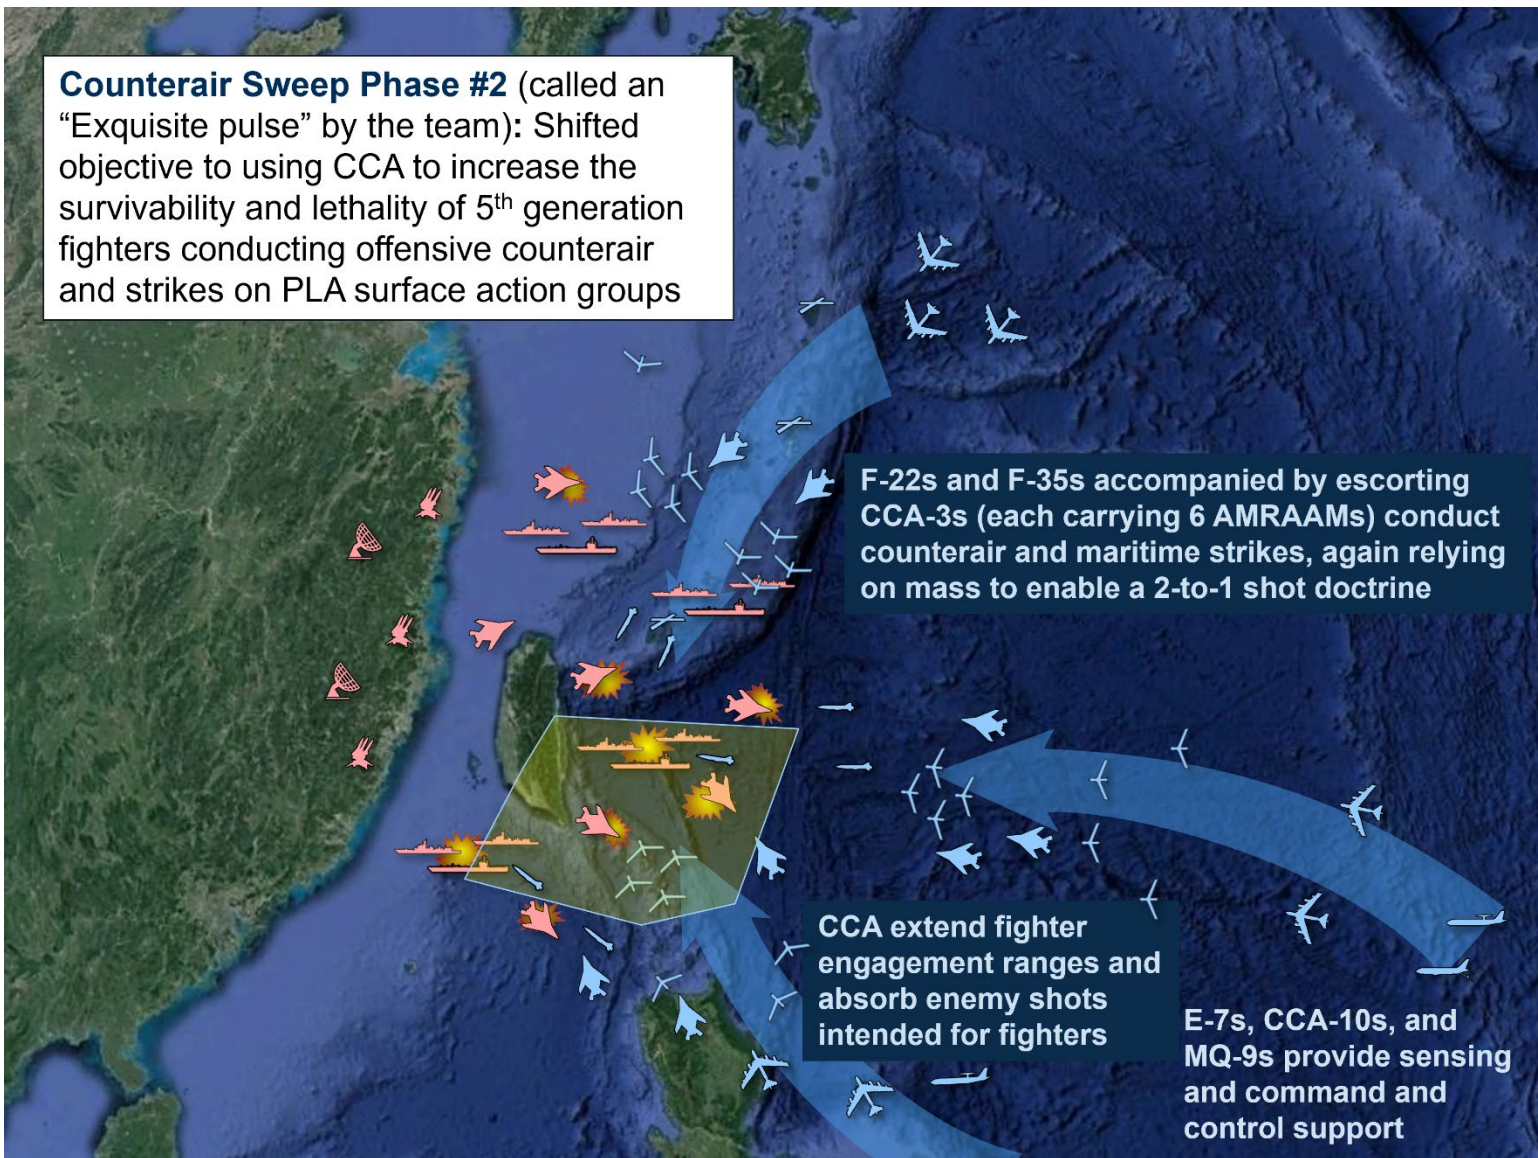 Counterair Sweep Phase #2 (called an
“Exquisite pulse” by the team): Shifted
objective to using CCA to increase the
survivability and lethality of 5th generation
fighters conducting offensive counterair
and strikes on PLA surface action groups
F-22s and F-35s accompanied by escorting
CCA-3s (each carrying 6 AMRAAMs) conduct
counterair and maritime strikes, again relying
on mass to enable a 2-to-1 shot doctrine
CCA extend fighter
engagement ranges and
absorb enemy shots
intended for fighters
E-7s, CCA-10s, and
MQ-9s provide sensing
and command and
control support